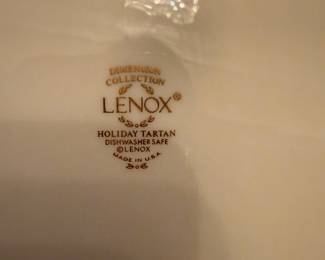 DIMENSION
COLLECTION
LENOX®
HOLIDAY TARTAN
DISHWASHER SAFE
©LENOX
MADE IN U.S.A.